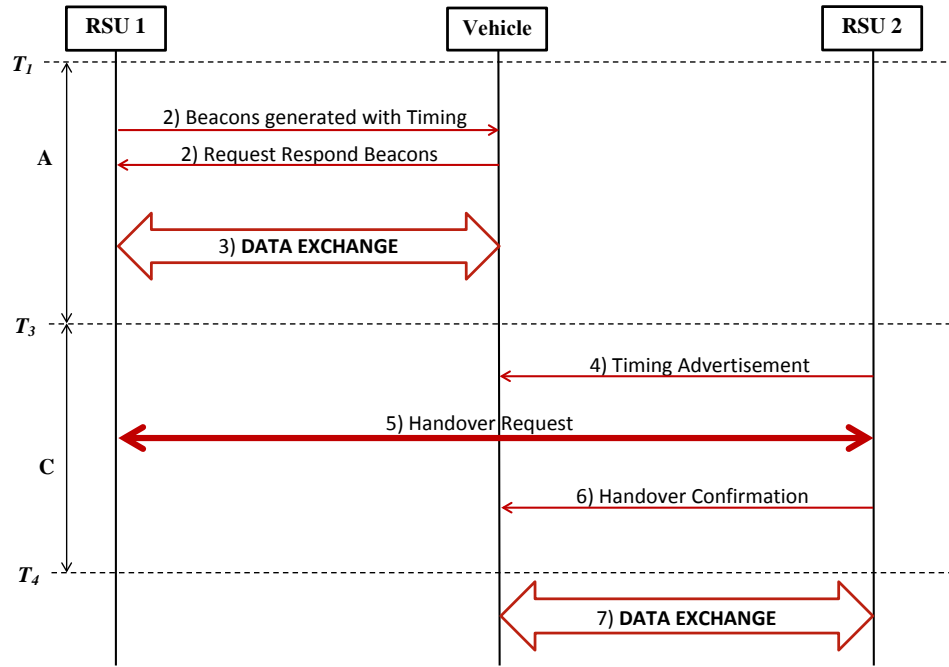 RSU 1
Vehicle
RSU 2
T1
2) Beacons generated with Timing
A
2) Request Respond Beacons
3) DATA EXCHANGE
T3
4) Timing Advertisement
5) Handover Request
C
6) Handover Confirmation
T4
7) DATA EXCHANGE